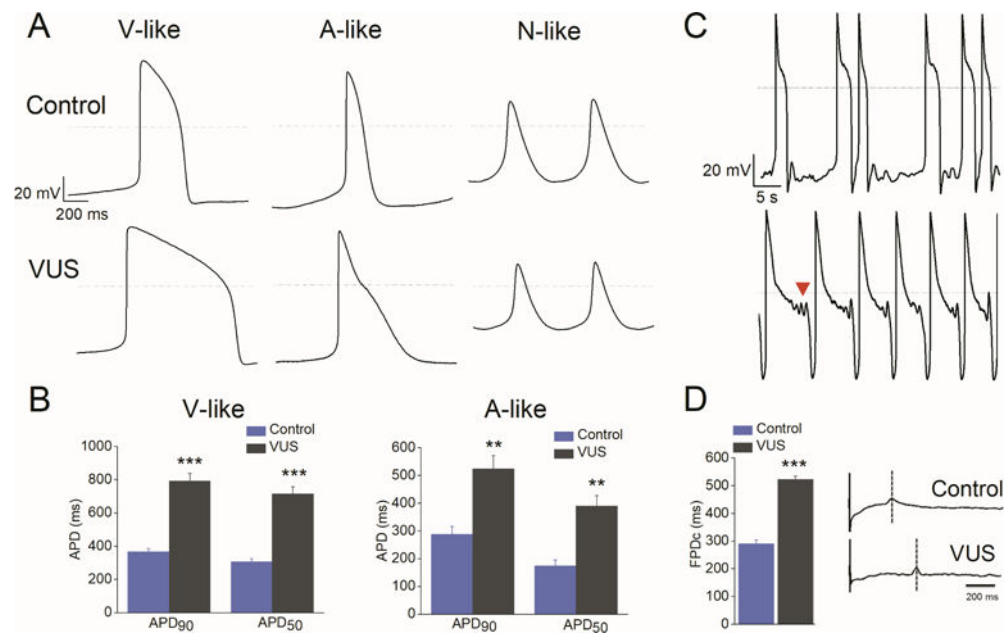 A
V-like
A-like
N-like
Control
20 mV
200 ms
VUS
C
20 mV
5 s
B
V-like
Control
VUS
1000
800
600
400
200
0
APD (ms)
***
***
APD90
APD50
A-like
Control
VUS
600
500
400
300
200
100
0
APD (ms)
**
**
APD90
APD50
D
Control
VUS
600
500
400
300
200
100
0
FPDc (ms)
***
Control
VUS
200 ms